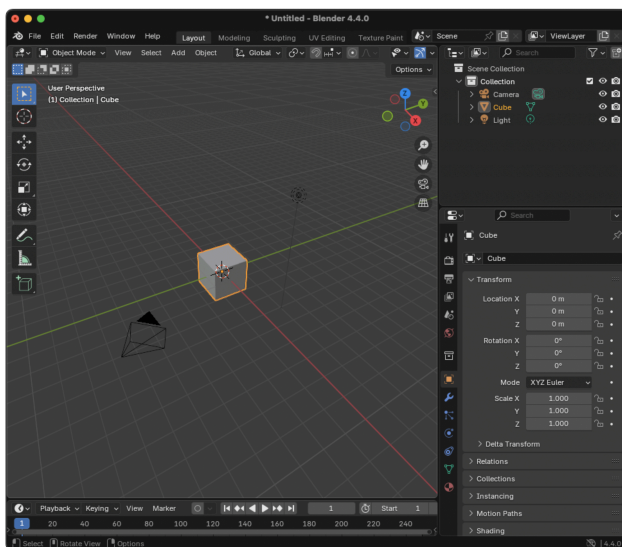 * Untitled - Blender 4.4.0
File Edit Render Window Help Layout Modeling Sculpting UV Editing Texture Paint Scene ViewLayer
Object Mode View Select Add Object Global Search
Options
User Perspective
(1) Collection | Cube
Z
Y
X
Scene Collection
Collection
Camera
Cube
Light
Search
Cube
Cube
Transform
Location X 0 m
Y 0 m
Z 0 m
Rotation X 0°
Y 0°
Z 0°
Mode XYZ Euler
Scale X 1.000
Y 1.000
Z 1.000
Delta Transform
Relations
Collections
Instancing
Motion Paths
Shading
Playback Keying View Marker 1 Start 1
1 20 40 60 80 100 120 140 160 180 200 220 240
Select Rotate View Options 4.4.0